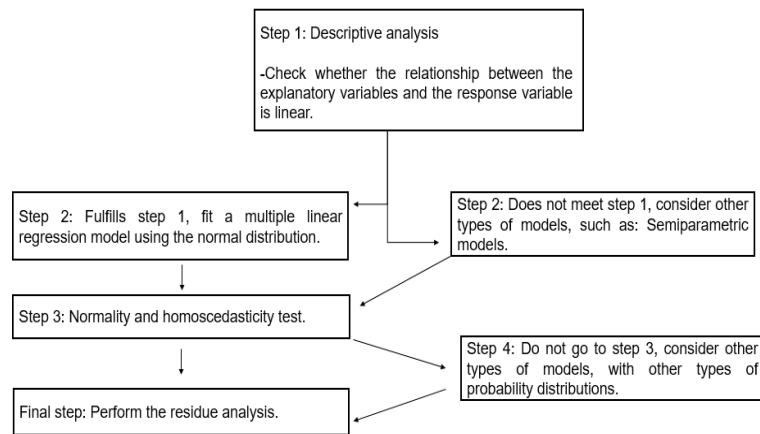 Step 1: Descriptive analysis
-Check whether the relationship between the
explanatory variables and the response variable
is linear.
Step 2: Fulfills step 1, fit a multiple linear
regression model using the normal distribution.
Step 2: Does not meet step 1, consider other
types of models, such as: Semiparametric
models.
Step 3: Normality and homoscedasticity test.
Step 4: Do not go to step 3, consider other
types of models, with other types of
probability distributions.
Final step: Perform the residue analysis.